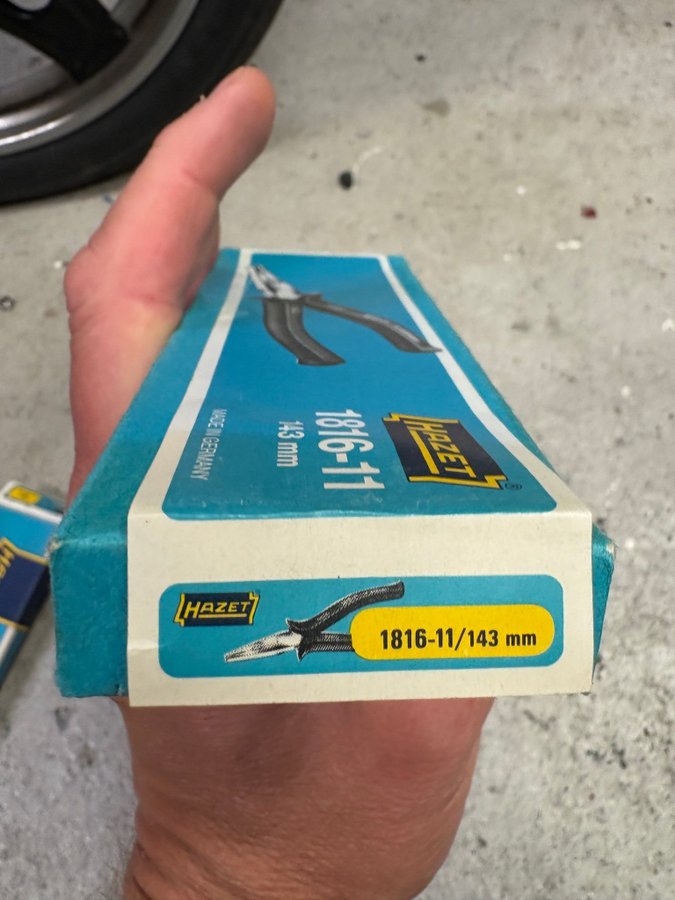 HAZET®
1816-11
143 mm
MADE IN GERMANY
HAZET
1816-11/143 mm